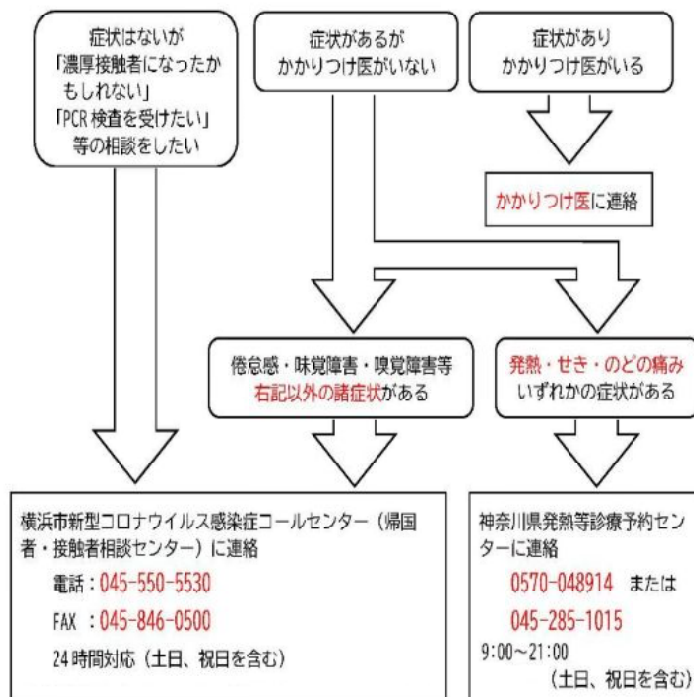 症状はないが
「濃厚接触者になったか
もしれない」
「PCR 検査を受けたい」
等の相談をしたい
症状があるが
かかりつけ医がいない
症状があり
かかりつけ医がいる
かかりつけ医に連絡
倦怠感・味覚障害・嗅覚障害等
右記以外の諸症状がある
発熱・せき・のどの痛み
いずれかの症状がある
横浜市新型コロナウイルス感染症コールセンター（帰国
者・接触者相談センター）に連絡
電話：045-550-5530
FAX ：045-846-0500
24 時間対応（土日、祝日を含む）
神奈川県発熱等診療予約セン
ターに連絡
0570-048914 または
045-285-1015
9:00～21:00
（土日、祝日を含む）